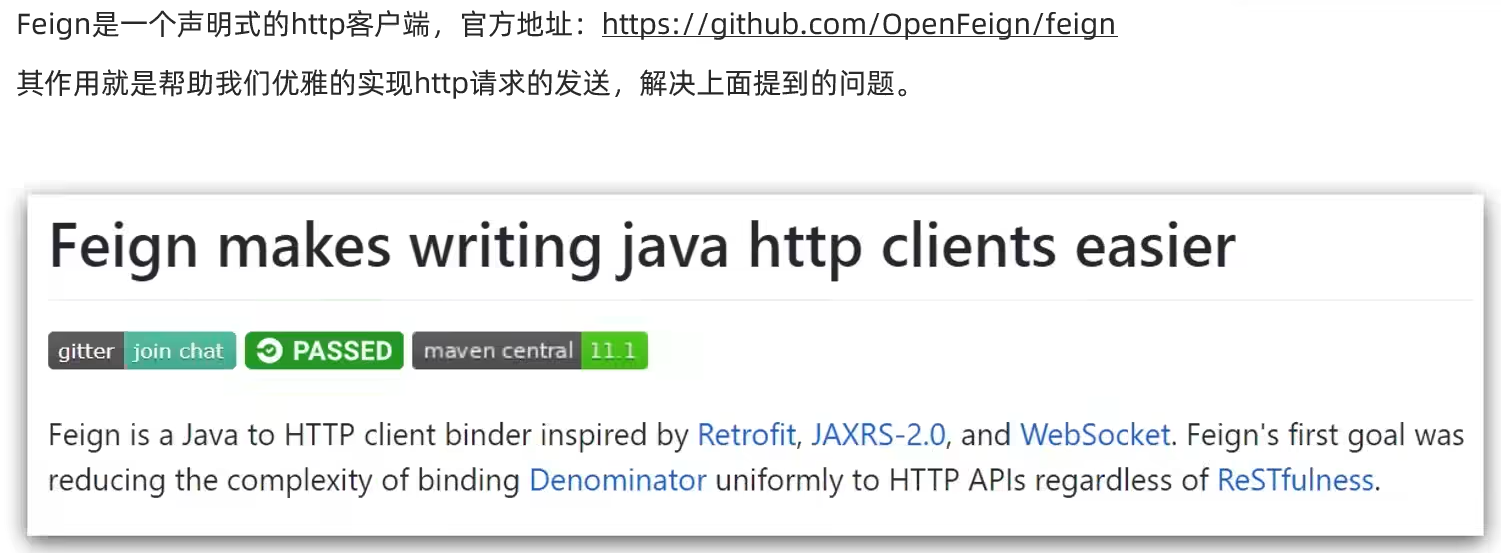 Feign是一个声明式的http客户端，官方地址：https://github.com/OpenFeign/feign
其作用就是帮助我们优雅的实现http请求的发送，解决上面提到的问题。
Feign makes writing java http clients easier
gitter join chat PASSED maven central 11.1
Feign is a Java to HTTP client binder inspired by Retrofit, JAXRS-2.0, and WebSocket. Feign's first goal was
reducing the complexity of binding Denominator uniformly to HTTP APIs regardless of ReSTfulness.